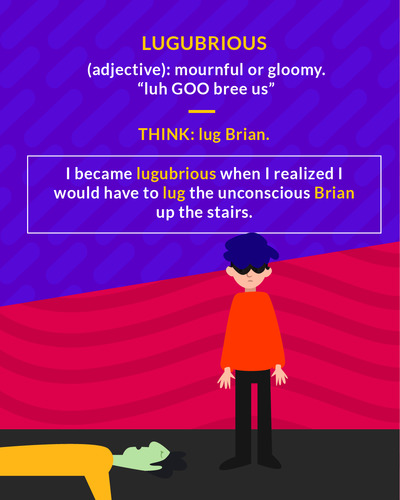 LUGUBRIOUS
(adjective): mournful or gloomy.
“luh GOO bree us”
THINK: lug Brian.
I became lugubrious when I realized I
would have to lug the unconscious Brian
up the stairs.